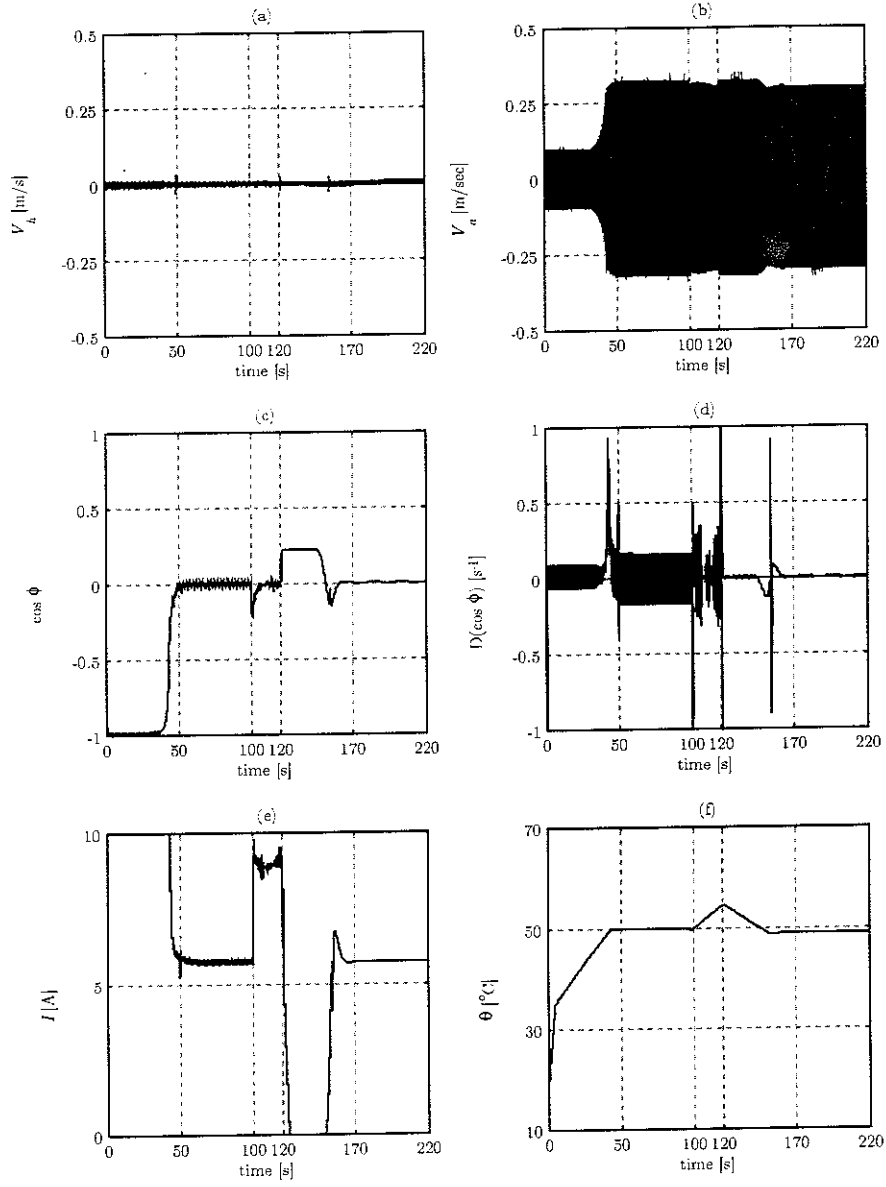 (a)
0.5
0.25
0
-0.25
-0.5
V_h [m/s]
0 50 100 120 170 220
time [s]
(b)
0.5
0.25
0
-0.25
-0.5
V_a [m/sec]
0 50 100 120 170 220
time [s]
(c)
1
0.5
0
-0.5
-1
cos ϕ
0 50 100 120 170 220
time [s]
(d)
1
0.5
0
-0.5
-1
D(cos ϕ) [s⁻¹]
0 50 100 120 170 220
time [s]
(e)
10
5
0
I [A]
0 50 100 120 170 220
time [s]
(f)
70
50
30
10
θ [°C]
0 50 100 120 170 220
time [s]